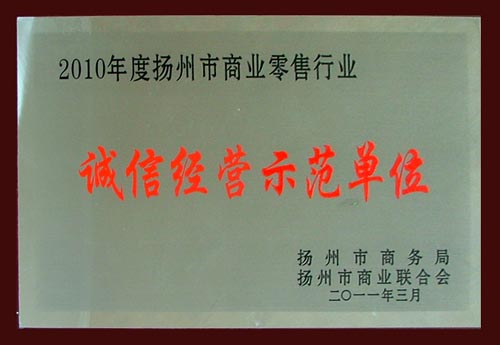 2010年度扬州市商业零售行业
诚信经营示范单位
扬州市商务局
扬州市商业联合会
二〇一一年三月